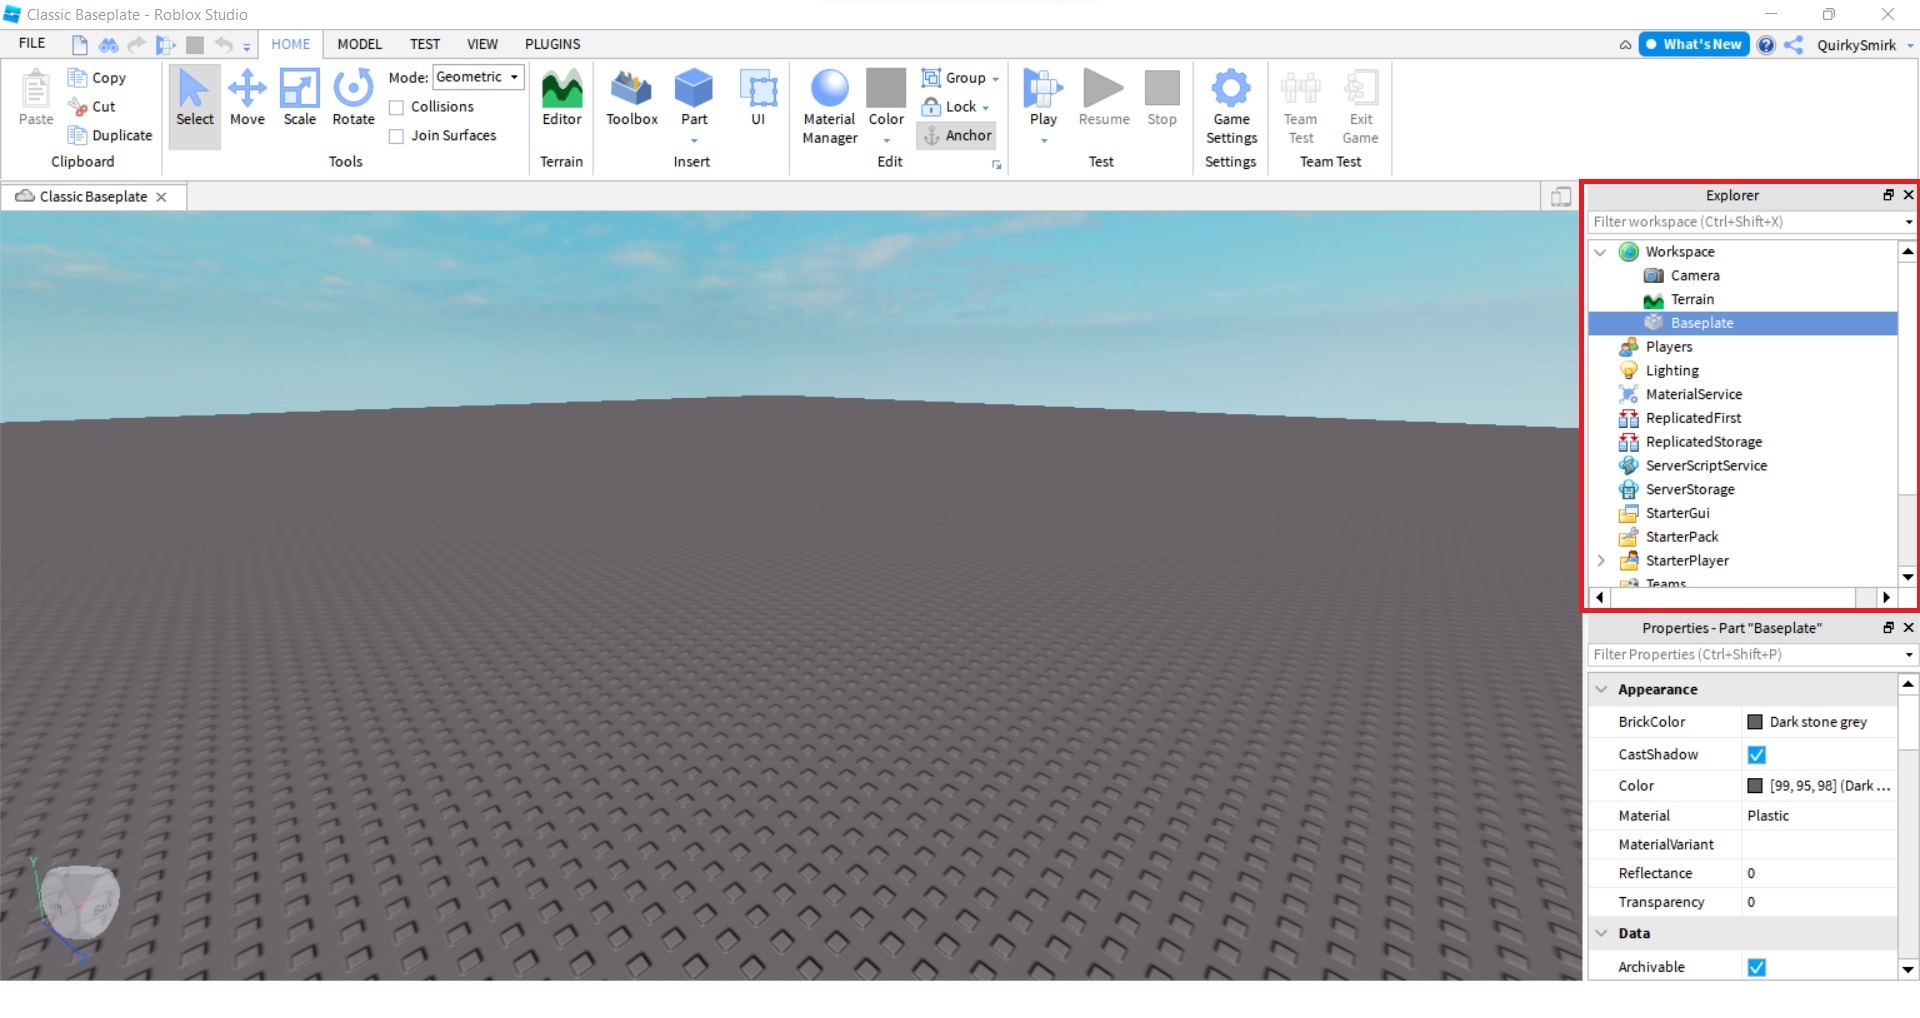 Classic Baseplate - Roblox Studio
FILE
HOME
MODEL
TEST
VIEW
PLUGINS
What's New
QuirkySmirk
Paste
Copy
Cut
Duplicate
Clipboard
Select
Move
Scale
Rotate
Mode: Geometric
Collisions
Join Surfaces
Tools
Editor
Terrain
Toolbox
Part
UI
Insert
Material
Manager
Color
Group
Lock
Anchor
Edit
Play
Resume
Stop
Test
Game
Settings
Settings
Team
Test
Exit
Game
Team Test
Classic Baseplate
Explorer
Filter workspace (Ctrl+Shift+X)
Workspace
Camera
Terrain
Baseplate
Players
Lighting
MaterialService
ReplicatedFirst
ReplicatedStorage
ServerScriptService
ServerStorage
StarterGui
StarterPack
StarterPlayer
Teams
Properties - Part "Baseplate"
Filter Properties (Ctrl+Shift+P)
Appearance
BrickColor Dark stone grey
CastShadow
Color [99, 95, 98] (Dark ...
Material Plastic
MaterialVariant
Reflectance 0
Transparency 0
Data
Archivable
Y
Z